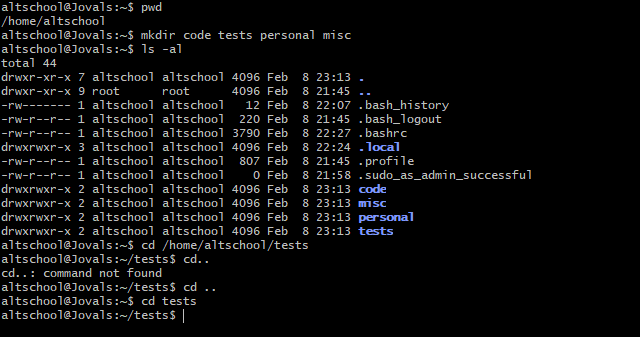 altschool@Jovals:~$ pwd
/home/altschool
altschool@Jovals:~$ mkdir code tests personal misc
altschool@Jovals:~$ ls -al
total 44
drwxr-xr-x 7 altschool altschool 4096 Feb  8 23:13 .
drwxr-xr-x 9 root      root      4096 Feb  8 21:45 ..
-rw------- 1 altschool altschool   12 Feb  8 22:07 .bash_history
-rw-r--r-- 1 altschool altschool  220 Feb  8 21:45 .bash_logout
-rw-r--r-- 1 altschool altschool 3790 Feb  8 22:27 .bashrc
drwxrwxr-x 3 altschool altschool 4096 Feb  8 22:24 .local
-rw-r--r-- 1 altschool altschool  807 Feb  8 21:45 .profile
-rw-r--r-- 1 altschool altschool    0 Feb  8 21:58 .sudo_as_admin_successful
drwxrwxr-x 2 altschool altschool 4096 Feb  8 23:13 code
drwxrwxr-x 2 altschool altschool 4096 Feb  8 23:13 misc
drwxrwxr-x 2 altschool altschool 4096 Feb  8 23:13 personal
drwxrwxr-x 2 altschool altschool 4096 Feb  8 23:13 tests
altschool@Jovals:~$ cd /home/altschool/tests
altschool@Jovals:~/tests$ cd..
cd..: command not found
altschool@Jovals:~/tests$ cd ..
altschool@Jovals:~$ cd tests
altschool@Jovals:~/tests$